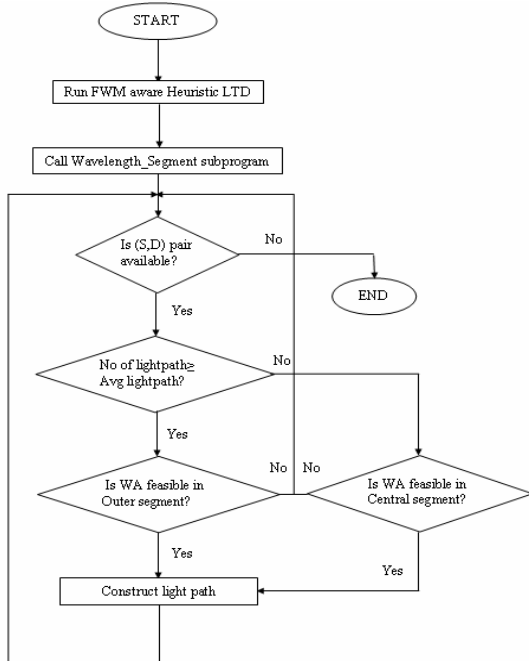 START
Run FWM aware Heuristic LTD
Call Wavelength_Segment subprogram
Is (S,D) pair
available?
No
END
Yes
No of lightpath≥
Avg lightpath?
No
Yes
Is WA feasible in
Outer segment?
No
No
Is WA feasible in
Central segment?
Yes
Yes
Construct light path